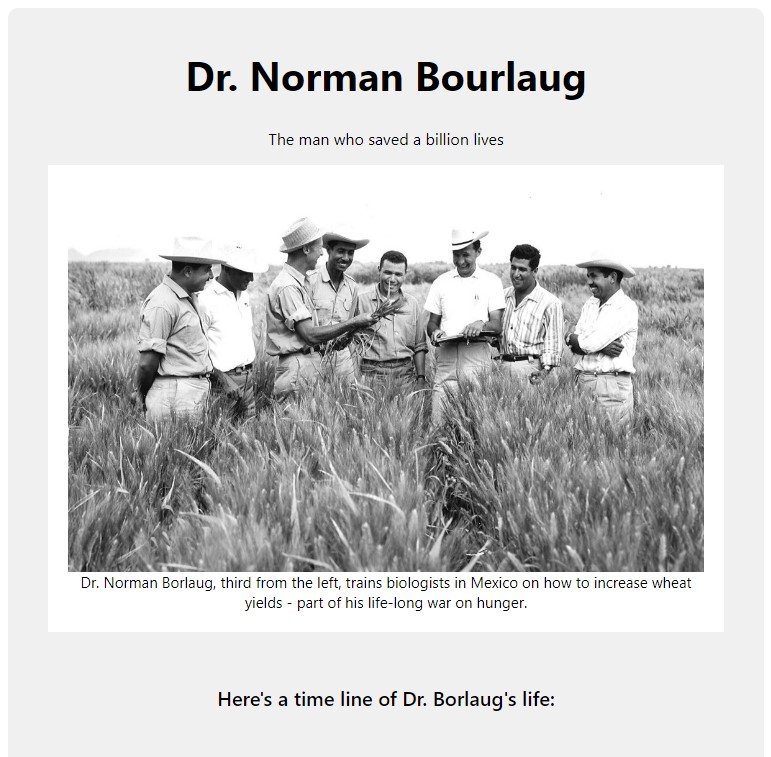 Dr. Norman Bourlaug
The man who saved a billion lives
Dr. Norman Borlaug, third from the left, trains biologists in Mexico on how to increase wheat
yields - part of his life-long war on hunger.
Here's a time line of Dr. Borlaug's life: